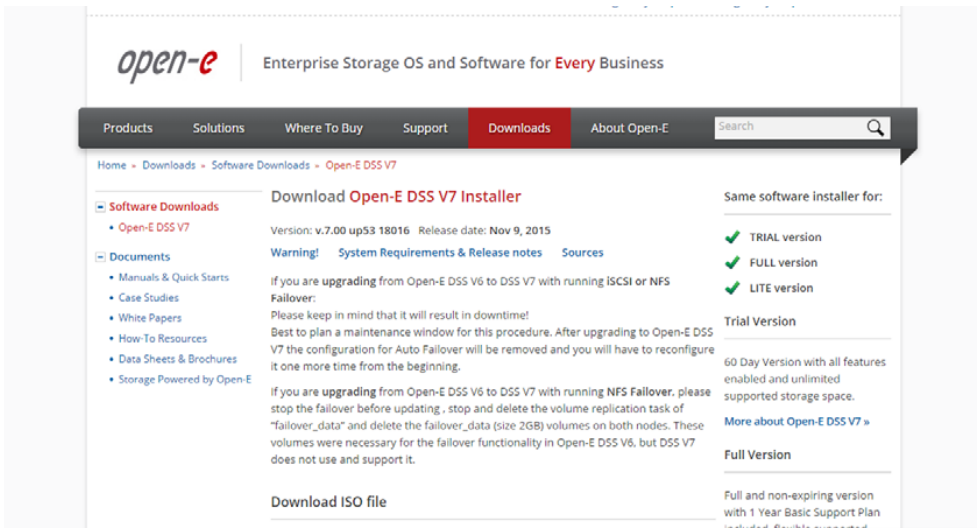 open-e
Enterprise Storage OS and Software for Every Business
Products Solutions Where To Buy Support Downloads About Open-E Search
Home » Downloads » Software Downloads » Open-E DSS V7
Software Downloads
• Open-E DSS V7
Documents
• Manuals & Quick Starts
• Case Studies
• White Papers
• How-To Resources
• Data Sheets & Brochures
• Storage Powered by Open-E
Download Open-E DSS V7 Installer
Version: v.7.00 up53 18016 Release date: Nov 9, 2015
Warning! System Requirements & Release notes Sources
If you are upgrading from Open-E DSS V6 to DSS V7 with running iSCSI or NFS
Failover:
Please keep in mind that it will result in downtime!
Best to plan a maintenance window for this procedure. After upgrading to Open-E DSS
V7 the configuration for Auto Failover will be removed and you will have to reconfigure
it one more time from the beginning.
If you are upgrading from Open-E DSS V6 to DSS V7 with running NFS Failover, please
stop the failover before updating , stop and delete the volume replication task of
"failover_data" and delete the failover_data (size 2GB) volumes on both nodes. These
volumes were necessary for the failover functionality in Open-E DSS V6, but DSS V7
does not use and support it.
Download ISO file
Same software installer for:
TRIAL version
FULL version
LITE version
Trial Version
60 Day Version with all features
enabled and unlimited
supported storage space.
More about Open-E DSS V7 »
Full Version
Full and non-expiring version
with 1 Year Basic Support Plan
included, flexible supported